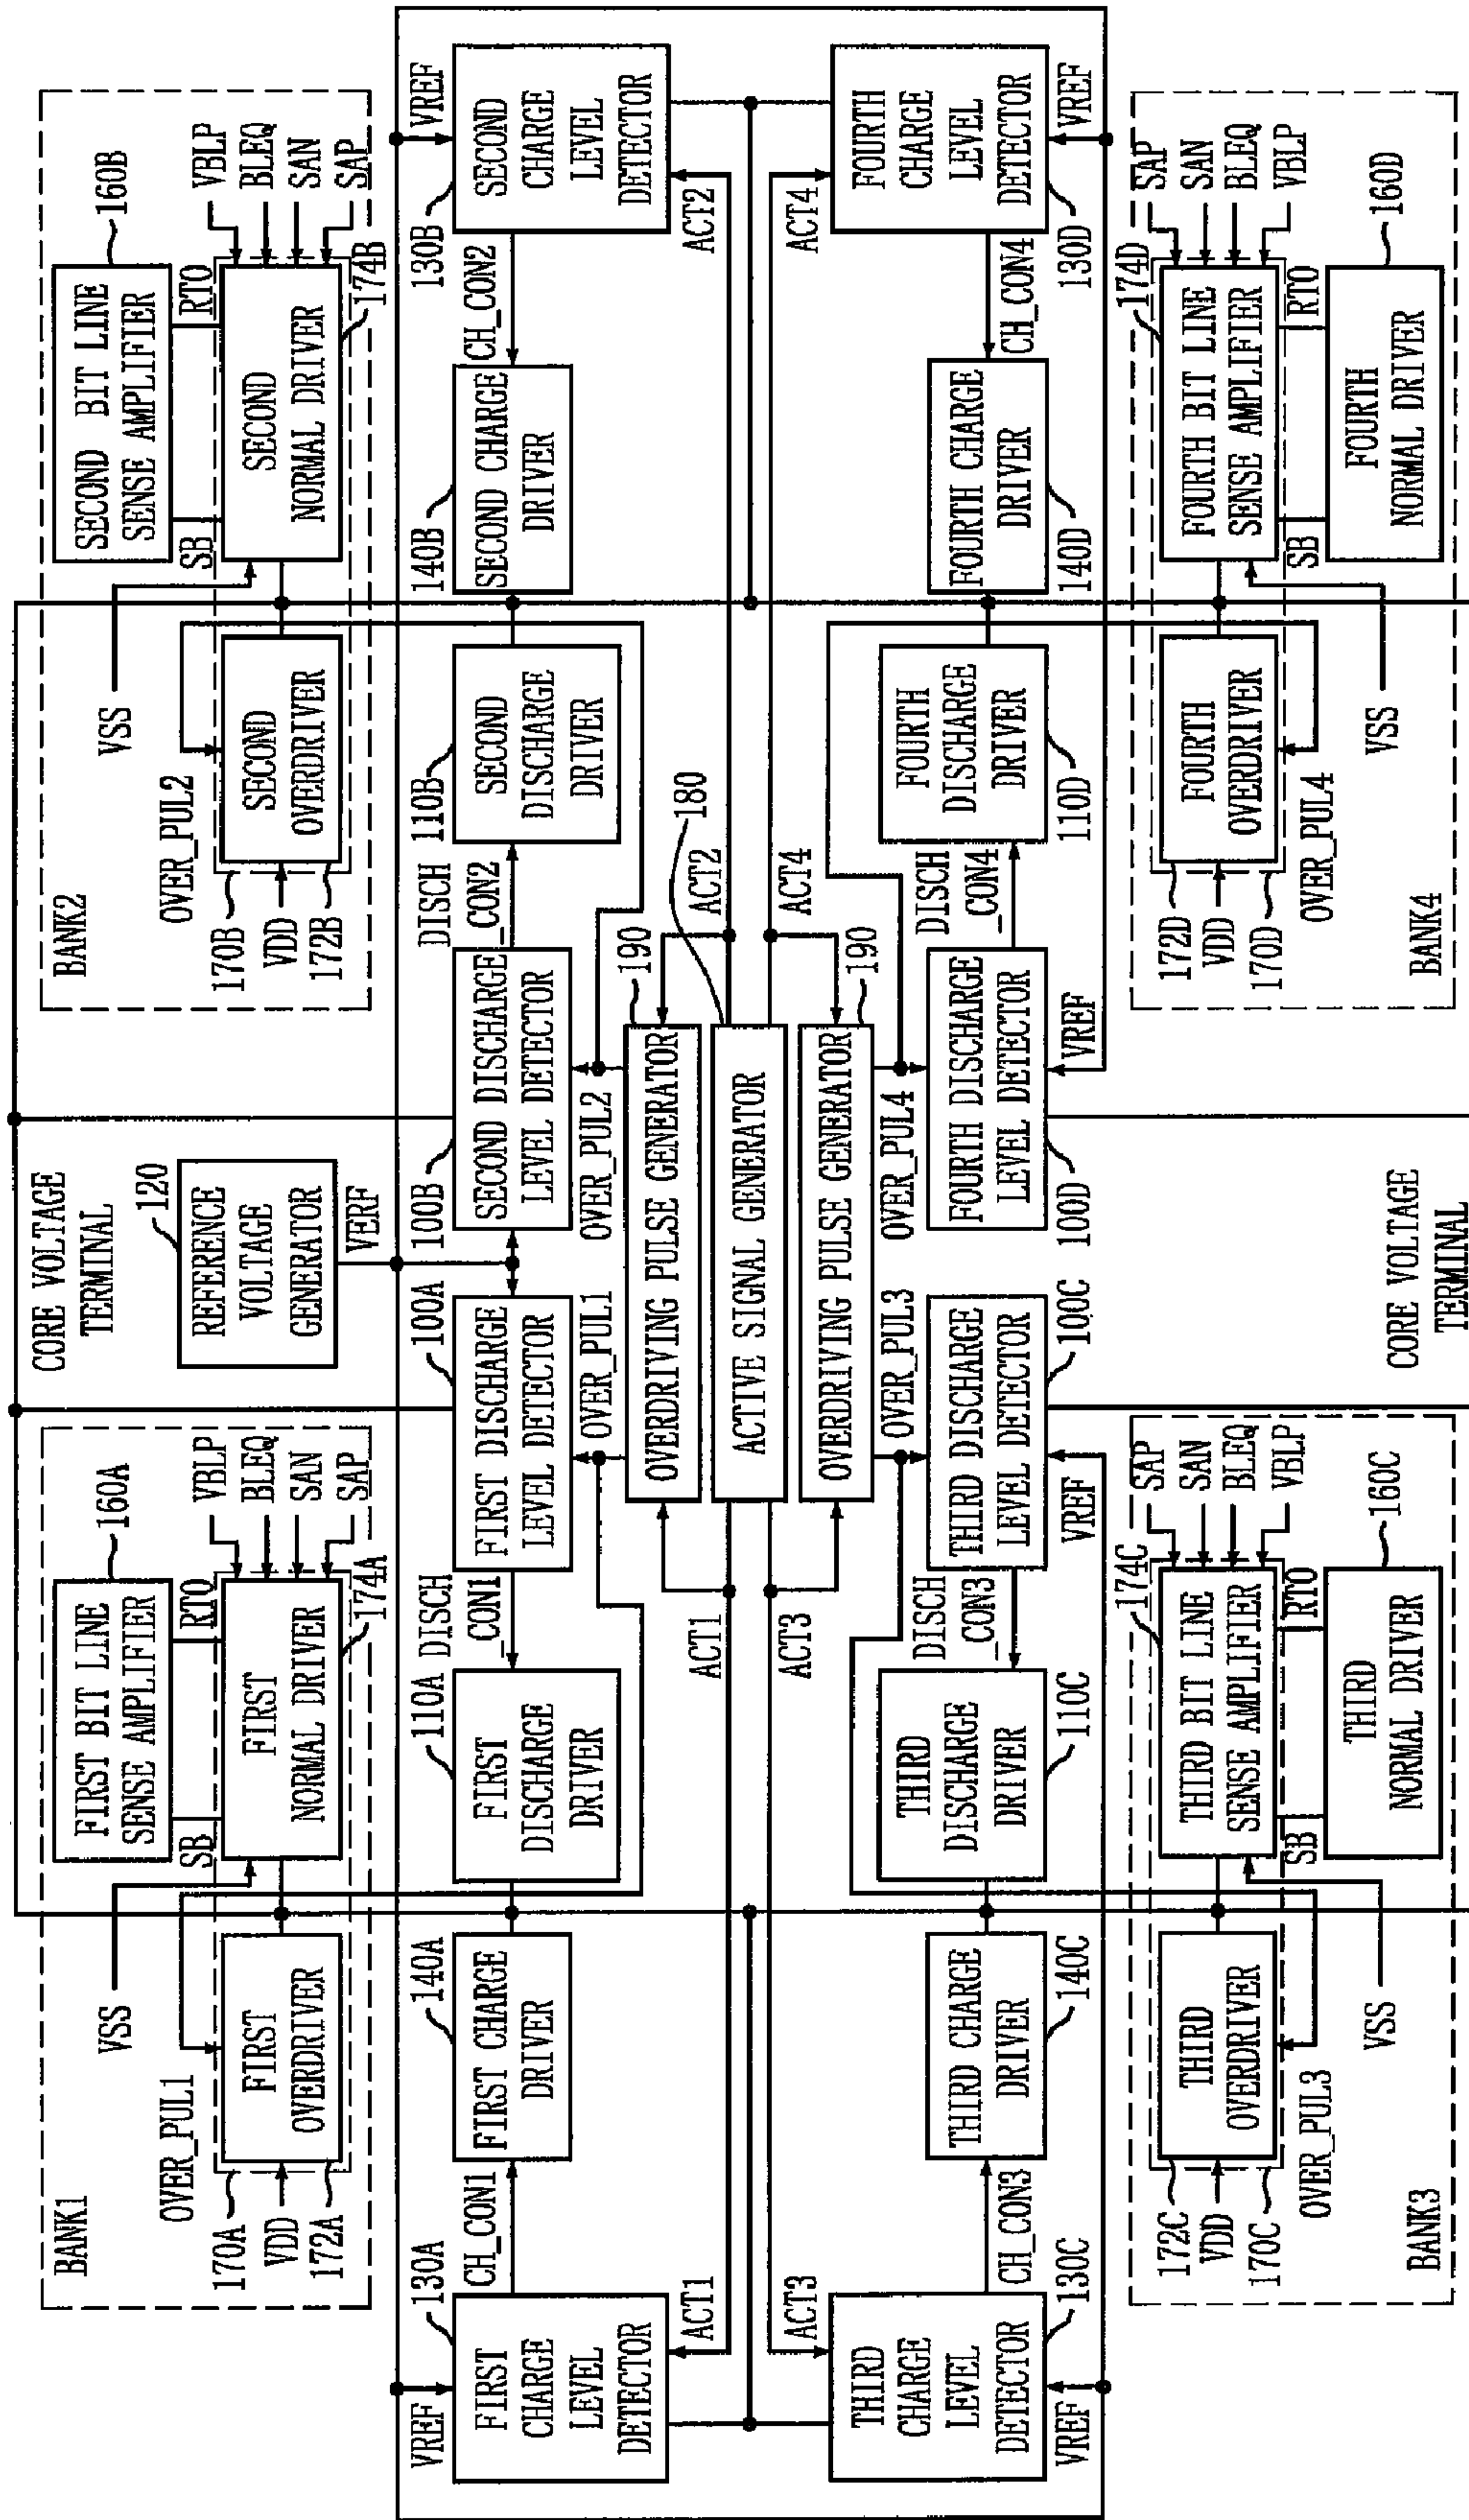 CORE VOLTAGE
TERMINAL
120
REFERENCE
VOLTAGE
GENERATOR
VERF
BANK1
160A
FIRST BIT LINE
SENSE AMPLIFIER
VBLP
BLEQ
SAN
SAP
VSS
SB
RTO
OVER_PUL1
170A
VDD
172A
FIRST
OVERDRIVER
FIRST
NORMAL DRIVER
174A
BANK2
160B
SECOND BIT LINE
SENSE AMPLIFIER
VBLP
BLEQ
SAN
SAP
VSS
SB
RTO
OVER_PUL2
170B
VDD
172B
SECOND
OVERDRIVER
SECOND
NORMAL DRIVER
174B
VREF
130A
FIRST
CHARGE
LEVEL
DETECTOR
CH_CON1
140A
FIRST CHARGE
DRIVER
110A
FIRST
DISCHARGE
DRIVER
DISCH
_CON1
100A
FIRST DISCHARGE
LEVEL DETECTOR
100B
SECOND DISCHARGE
LEVEL DETECTOR
DISCH
_CON2
110B
SECOND
DISCHARGE
DRIVER
140B
SECOND CHARGE
DRIVER
CH_CON2
130B
SECOND
CHARGE
LEVEL
DETECTOR
VREF
OVER_PUL1
OVER_PUL2
190
OVERDRIVING PULSE GENERATOR
ACT1
ACT1
ACT2
ACT2
180
ACTIVE SIGNAL GENERATOR
ACT3
ACT3
ACT4
ACT4
OVERDRIVING PULSE GENERATOR
190
OVER_PUL3
OVER_PUL4
THIRD
CHARGE
LEVEL
DETECTOR
VREF
130C
CH_CON3
THIRD CHARGE
DRIVER
140C
THIRD
DISCHARGE
DRIVER
110C
DISCH
_CON3
THIRD DISCHARGE
LEVEL DETECTOR
VREF
100C
FOURTH DISCHARGE
LEVEL DETECTOR
100D
VREF
DISCH
_CON4
FOURTH
DISCHARGE
DRIVER
110D
FOURTH CHARGE
DRIVER
140D
CH_CON4
FOURTH
CHARGE
LEVEL
DETECTOR
130D
VREF
172C
VDD
170C
THIRD
OVERDRIVER
OVER_PUL3
BANK3
VSS
174C
THIRD BIT LINE
SENSE AMPLIFIER
SAP
SAN
BLEQ
VBLP
SB
RTO
THIRD
NORMAL DRIVER
160C
CORE VOLTAGE
TERMINAL
172D
VDD
170D
FOURTH
OVERDRIVER
OVER_PUL4
BANK4
VSS
174D
FOURTH BIT LINE
SENSE AMPLIFIER
SAP
SAN
BLEQ
VBLP
SB
RTO
FOURTH
NORMAL DRIVER
160D